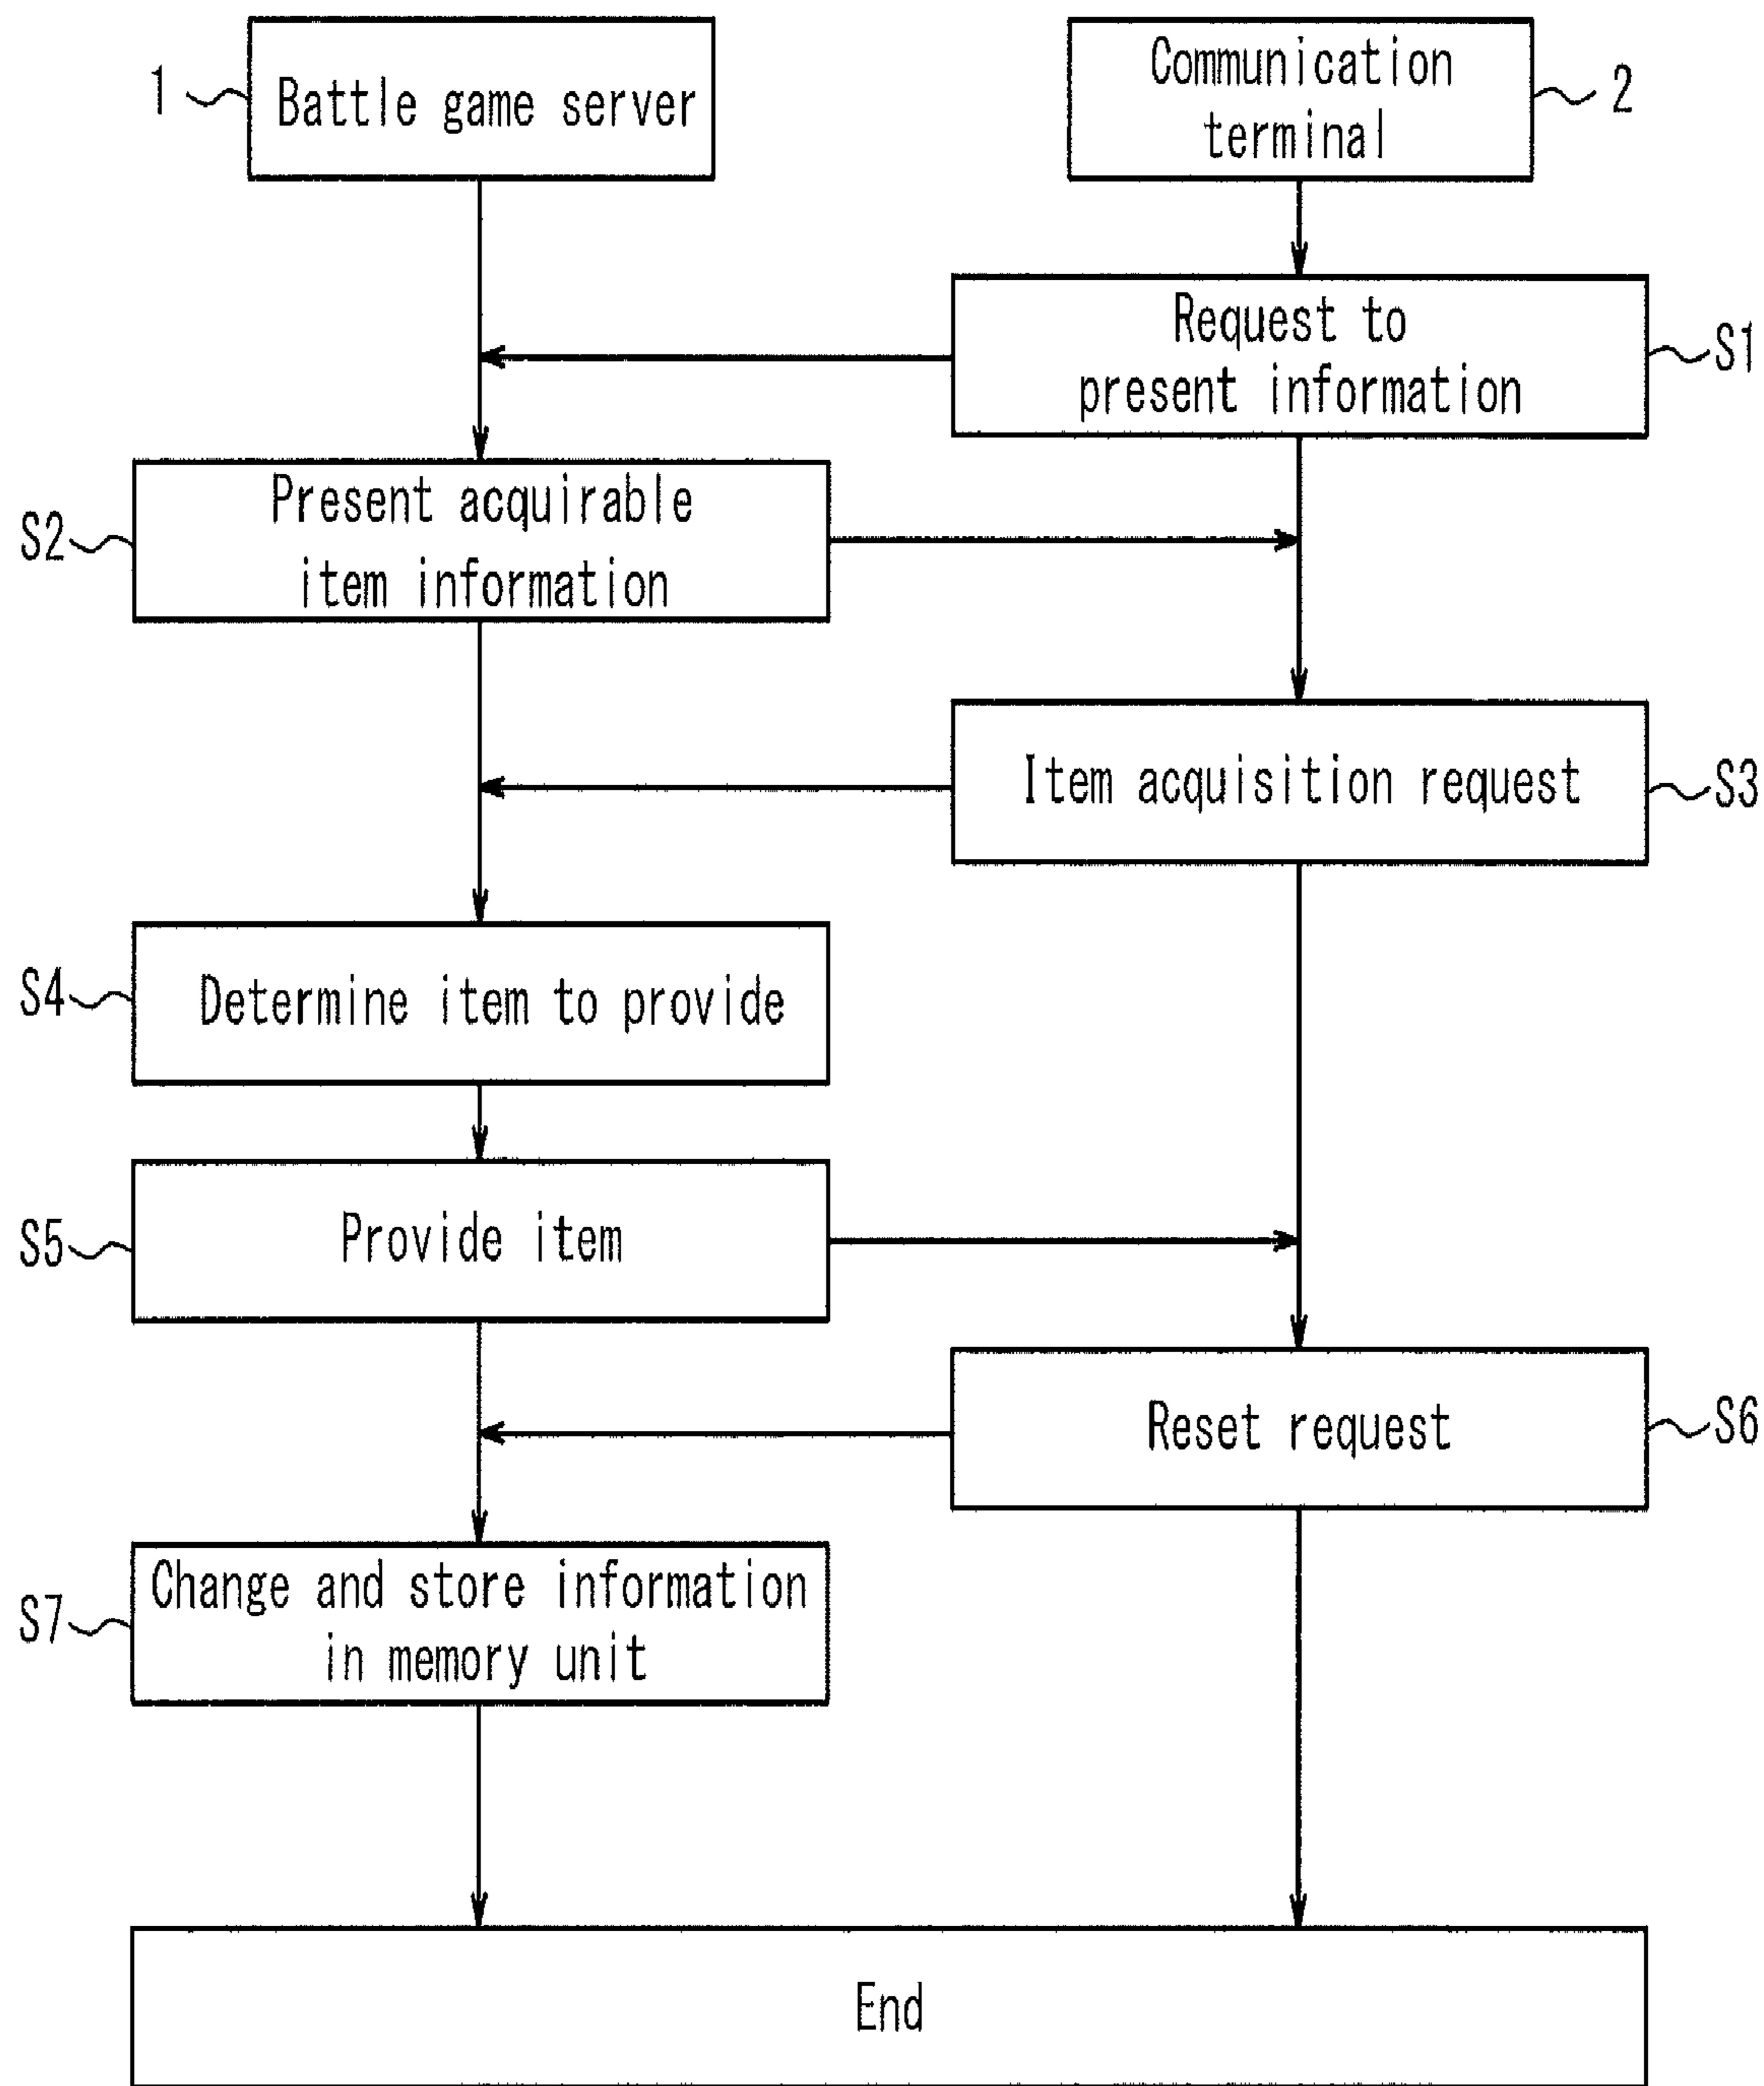 1
Battle game server
Communication
terminal
2
Request to
present information
S1
S2
Present acquirable
item information
Item acquisition request
S3
S4
Determine item to provide
S5
Provide item
Reset request
S6
S7
Change and store information
in memory unit
End